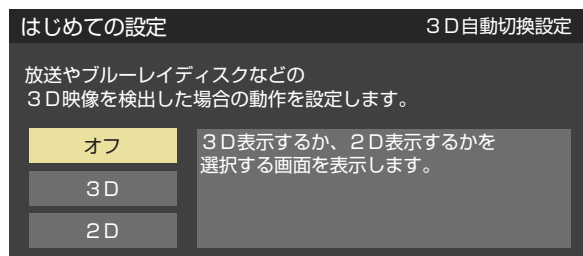 はじめての設定
３Ｄ自動切換設定
放送やブルーレイディスクなどの
３Ｄ映像を検出した場合の動作を設定します。
オフ
３Ｄ表示するか、２Ｄ表示するかを
選択する画面を表示します。
３Ｄ
２Ｄ